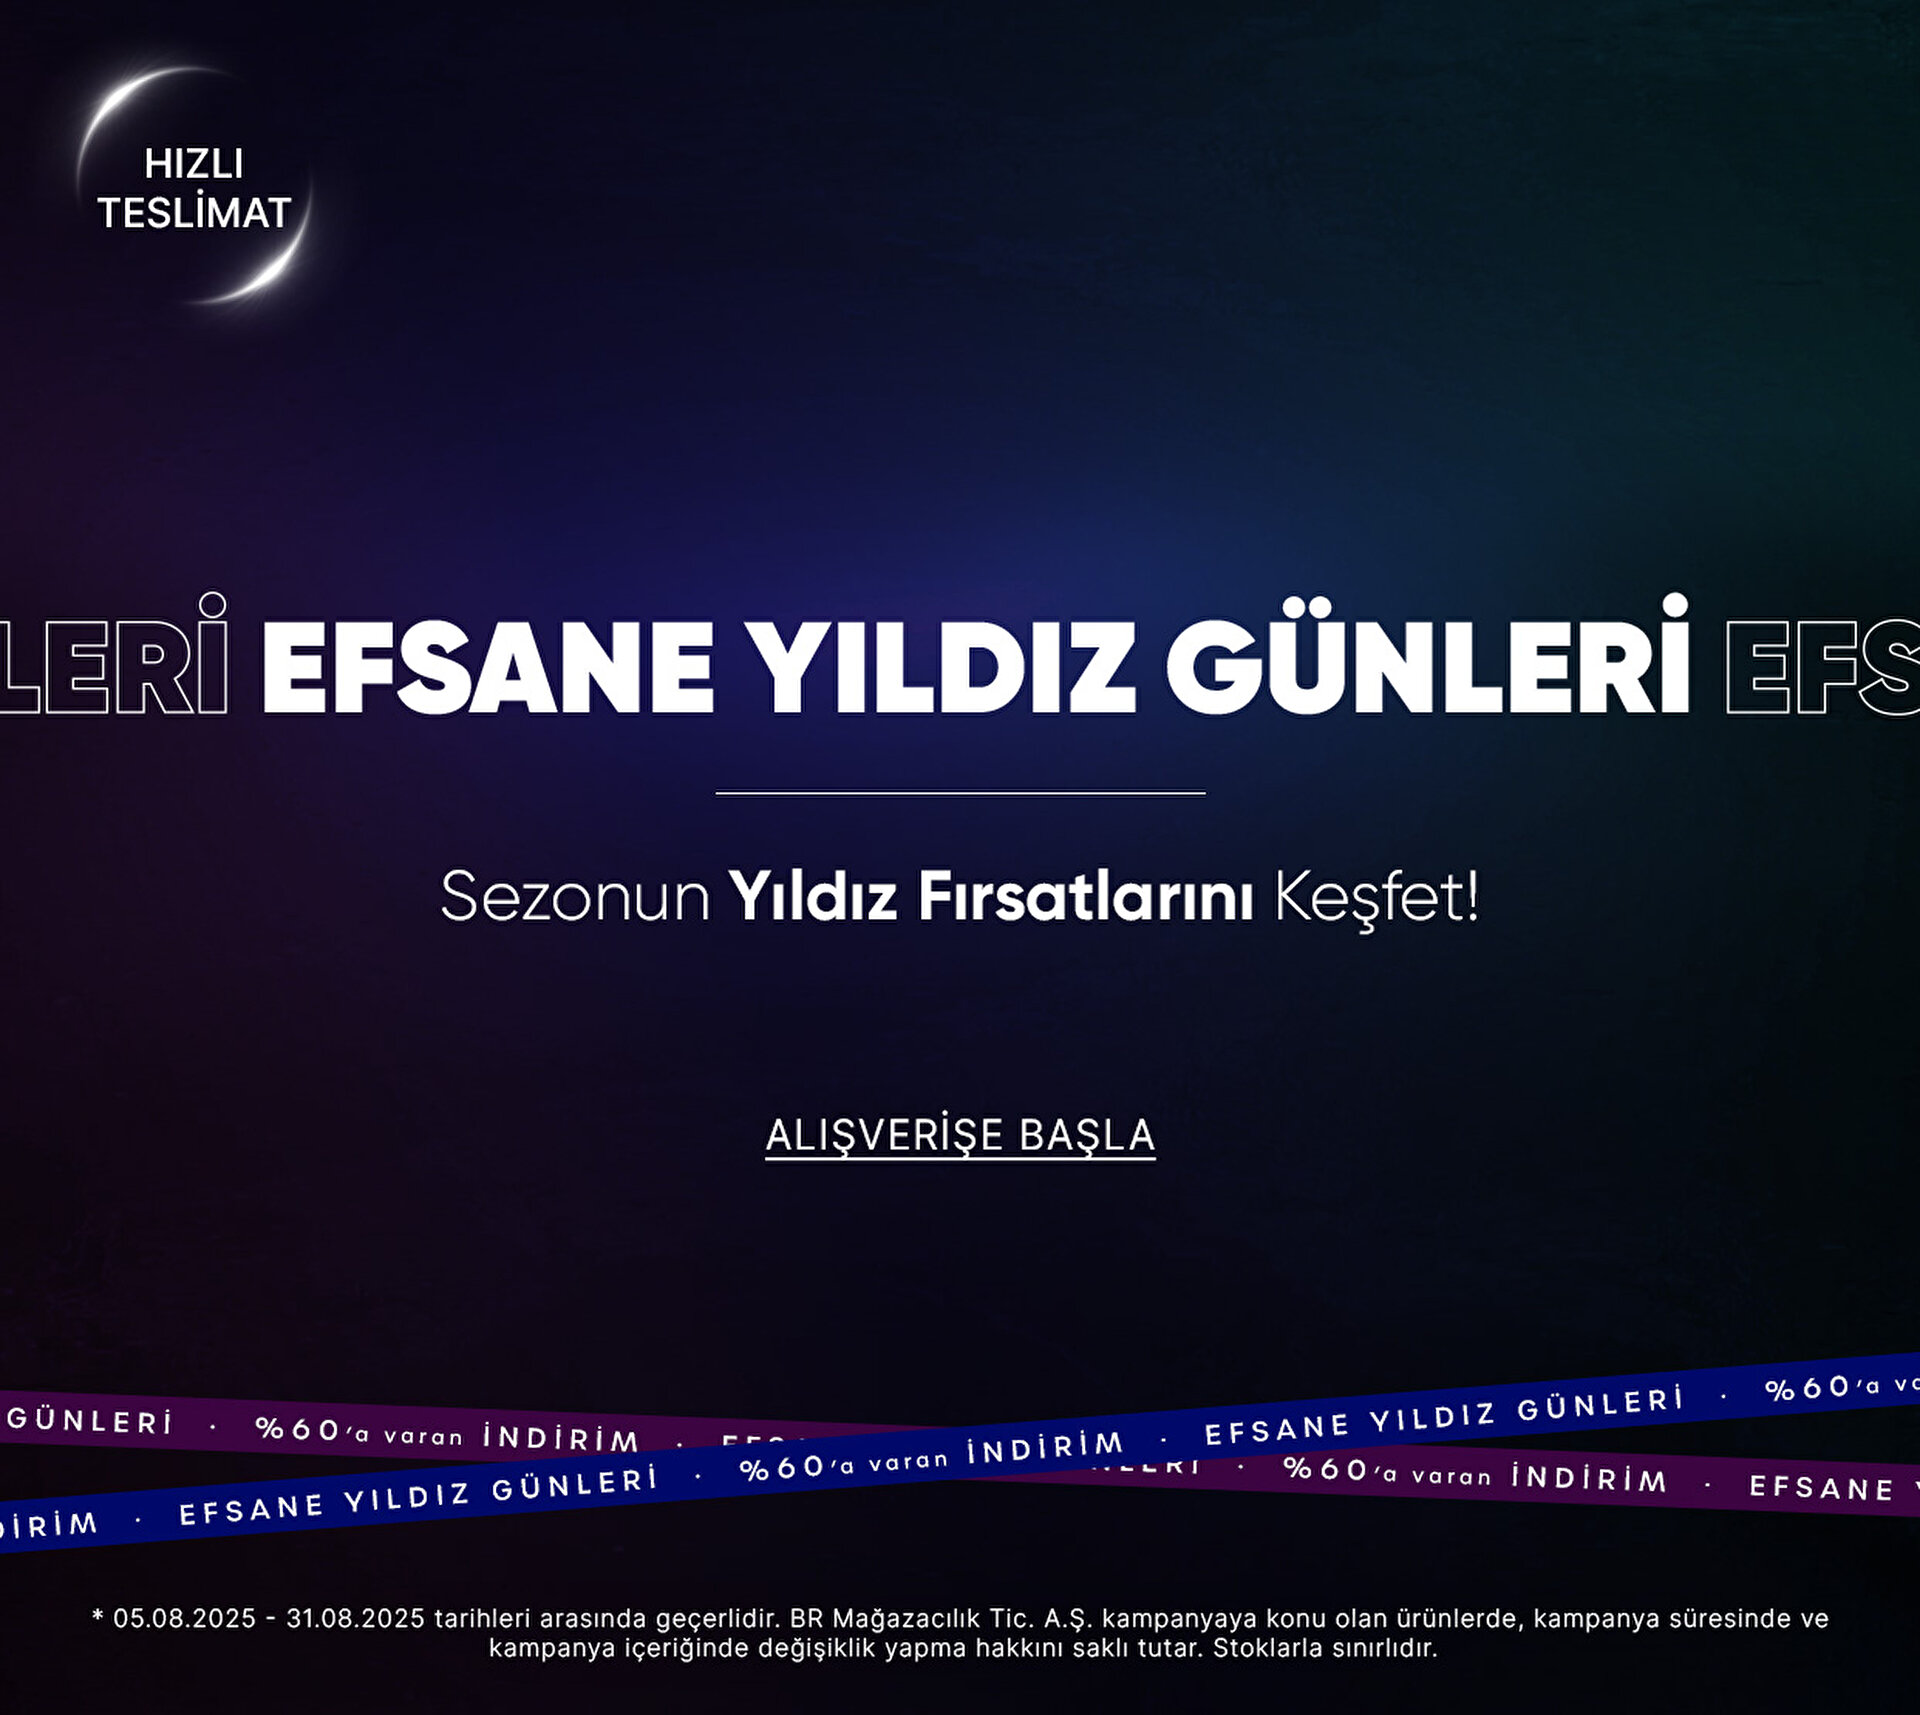 HIZLI
TESLİMAT
LERİ EFSANE YILDIZ GÜNLERİ EFS
Sezonun Yıldız Fırsatlarını Keşfet!
ALIŞVERİŞE BAŞLA
GÜNLERİ · %60'a varan İNDİRİM · · %60'a varan İNDİRİM · EFSANE
DİRİM · EFSANE YILDIZ GÜNLERİ · %60'a varan İNDİRİM · EFSANE YILDIZ GÜNLERİ · %60'a va
* 05.08.2025 - 31.08.2025 tarihleri arasında geçerlidir. BR Mağazacılık Tic. A.Ş. kampanyaya konu olan ürünlerde, kampanya süresinde ve
kampanya içeriğinde değişiklik yapma hakkını saklı tutar. Stoklarla sınırlıdır.